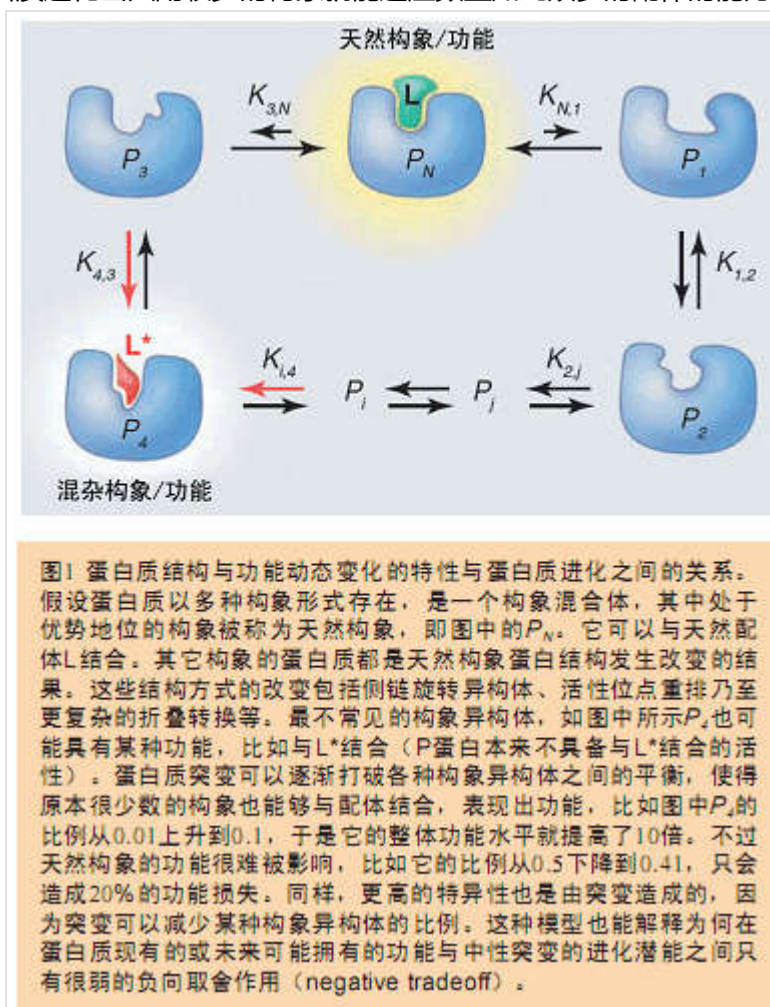 天然构象/功能
K3,N
L
KN,1
P3
PN
P1
K4,3
K1,2
L*
Ki,4
K2,j
P4
Pi
Pj
P2
混杂构象/功能
图1 蛋白质结构与功能动态变化的特性与蛋白质进化之间的关系。
假设蛋白质以多种构象形式存在，是一个构象混合体，其中处于
优势地位的构象被称为天然构象，即图中的PN。它可以与天然配
体L结合。其它构象的蛋白质都是天然构象蛋白结构发生改变的结
果。这些结构方式的改变包括侧链旋转异构体、活性位点重排乃至
更复杂的折叠转换等。最不常见的构象异构体，如图中所示P4也可
能具有某种功能，比如与L*结合（P蛋白本来不具备与L*结合的活
性）。蛋白质突变可以逐渐打破各种构象异构体之间的平衡，使得
原本很少数的构象也能够与配体结合，表现出功能，比如图中P4的
比例从0.01上升到0.1，于是它的整体功能水平就提高了10倍。不过
天然构象的功能很难被影响，比如它的比例从0.5下降到0.41，只会
造成20%的功能损失。同样，更高的特异性也是由突变造成的，因
为突变可以减少某种构象异构体的比例。这种模型也能解释为何在
蛋白质现有的或未来可能拥有的功能与中性突变的进化潜能之间只
有很弱的负向取舍作用（negative tradeoff）。